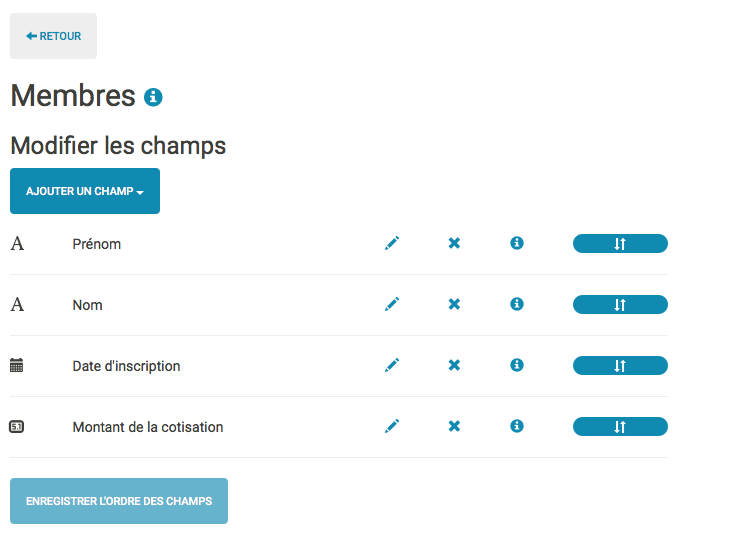 RETOUR
Membres
Modifier les champs
AJOUTER UN CHAMP
A Prénom
A Nom
Date d'inscription
5.1 Montant de la cotisation
ENREGISTRER L'ORDRE DES CHAMPS